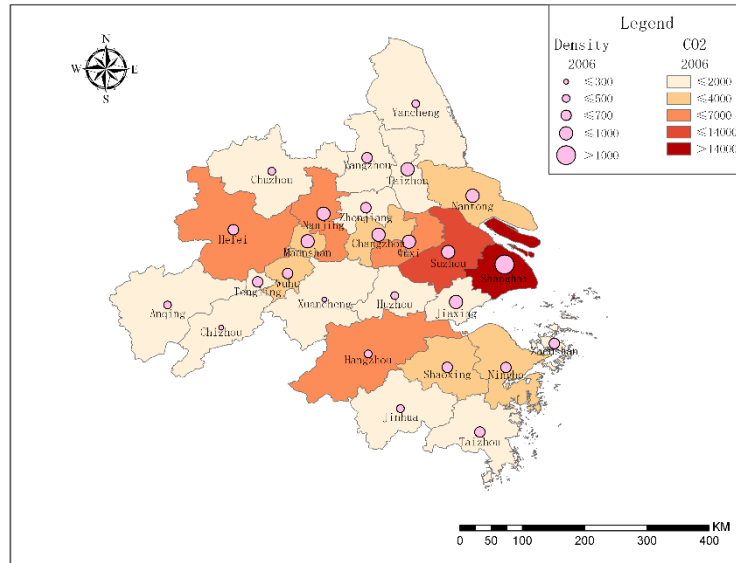 N
W E
S
Legend
Density CO2
2006 2006
≤300 ≤2000
≤500 ≤4000
≤700 ≤7000
≤1000 ≤14000
>1000 >14000
Yancheng
Yangzhou
Taizhou
Chuzhou
Nantong
Zhenjiang
Nanjing
Hefei
Changzhou
Maanshan
Wuxi
Suzhou
Shanghai
Wuhu
Tongling
Xuancheng
Huzhou
Jiaxing
Anqing
Chizhou
Zhoushan
Hangzhou
Shaoxing
Ningbo
Jinhua
Taizhou
KM
0 50 100 200 300 400